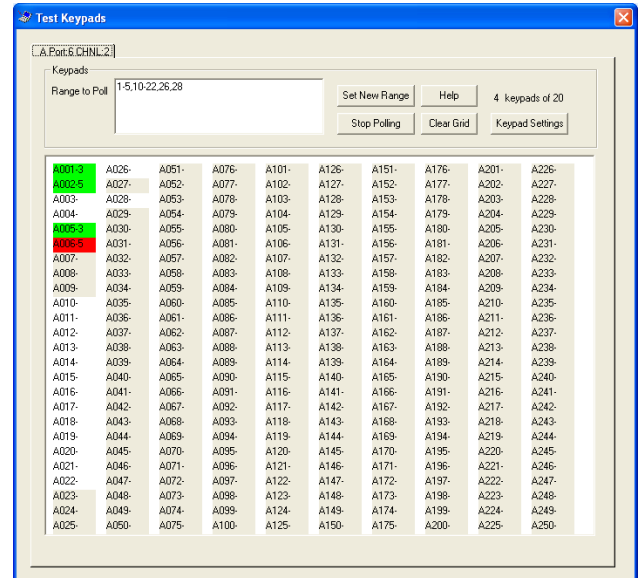 Test Keypads
A Port:6 CHNL:2
Keypads
Range to Poll 1-5,10-22,26,28 Set New Range Help 4 keypads of 20
Stop Polling Clear Grid Keypad Settings
A001-3 A026- A051- A076- A101- A126- A151- A176- A201- A226-
A002-5 A027- A052- A077- A102- A127- A152- A177- A202- A227-
A003- A028- A053- A078- A103- A128- A153- A178- A203- A228-
A004- A029- A054- A079- A104- A129- A154- A179- A204- A229-
A005-3 A030- A055- A080- A105- A130- A155- A180- A205- A230-
A006-5 A031- A056- A081- A106- A131- A156- A181- A206- A231-
A007- A032- A057- A082- A107- A132- A157- A182- A207- A232-
A008- A033- A058- A083- A108- A133- A158- A183- A208- A233-
A009- A034- A059- A084- A109- A134- A159- A184- A209- A234-
A010- A035- A060- A085- A110- A135- A160- A185- A210- A235-
A011- A036- A061- A086- A111- A136- A161- A186- A211- A236-
A012- A037- A062- A087- A112- A137- A162- A187- A212- A237-
A013- A038- A063- A088- A113- A138- A163- A188- A213- A238-
A014- A039- A064- A089- A114- A139- A164- A189- A214- A239-
A015- A040- A065- A090- A115- A140- A165- A190- A215- A240-
A016- A041- A066- A091- A116- A141- A166- A191- A216- A241-
A017- A042- A067- A092- A117- A142- A167- A192- A217- A242-
A018- A043- A068- A093- A118- A143- A168- A193- A218- A243-
A019- A044- A069- A094- A119- A144- A169- A194- A219- A244-
A020- A045- A070- A095- A120- A145- A170- A195- A220- A245-
A021- A046- A071- A096- A121- A146- A171- A196- A221- A246-
A022- A047- A072- A097- A122- A147- A172- A197- A222- A247-
A023- A048- A073- A098- A123- A148- A173- A198- A223- A248-
A024- A049- A074- A099- A124- A149- A174- A199- A224- A249-
A025- A050- A075- A100- A125- A150- A175- A200- A225- A250-